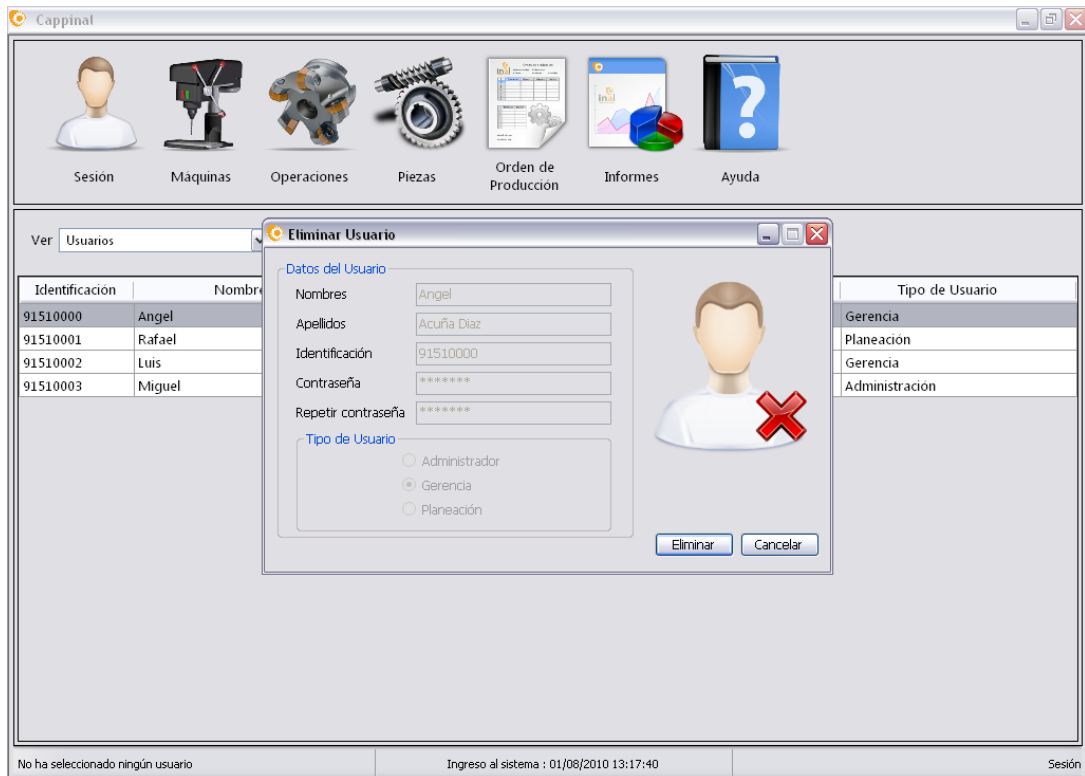 Cappinal
Sesión
Máquinas
Operaciones
Piezas
Orden de
Producción
Informes
Ayuda
Ver Usuarios
Eliminar Usuario
Datos del Usuario
Nombres Angel
Apellidos Acuña Diaz
Identificación 91510000
Contraseña *******
Repetir contraseña *******
Tipo de Usuario
Administrador
Gerencia
Planeación
Eliminar Cancelar
Identificación Nombre Tipo de Usuario
91510000 Angel Gerencia
91510001 Rafael Planeación
91510002 Luis Gerencia
91510003 Miguel Administración
No ha seleccionado ningún usuario Ingreso al sistema : 01/08/2010 13:17:40 Sesión